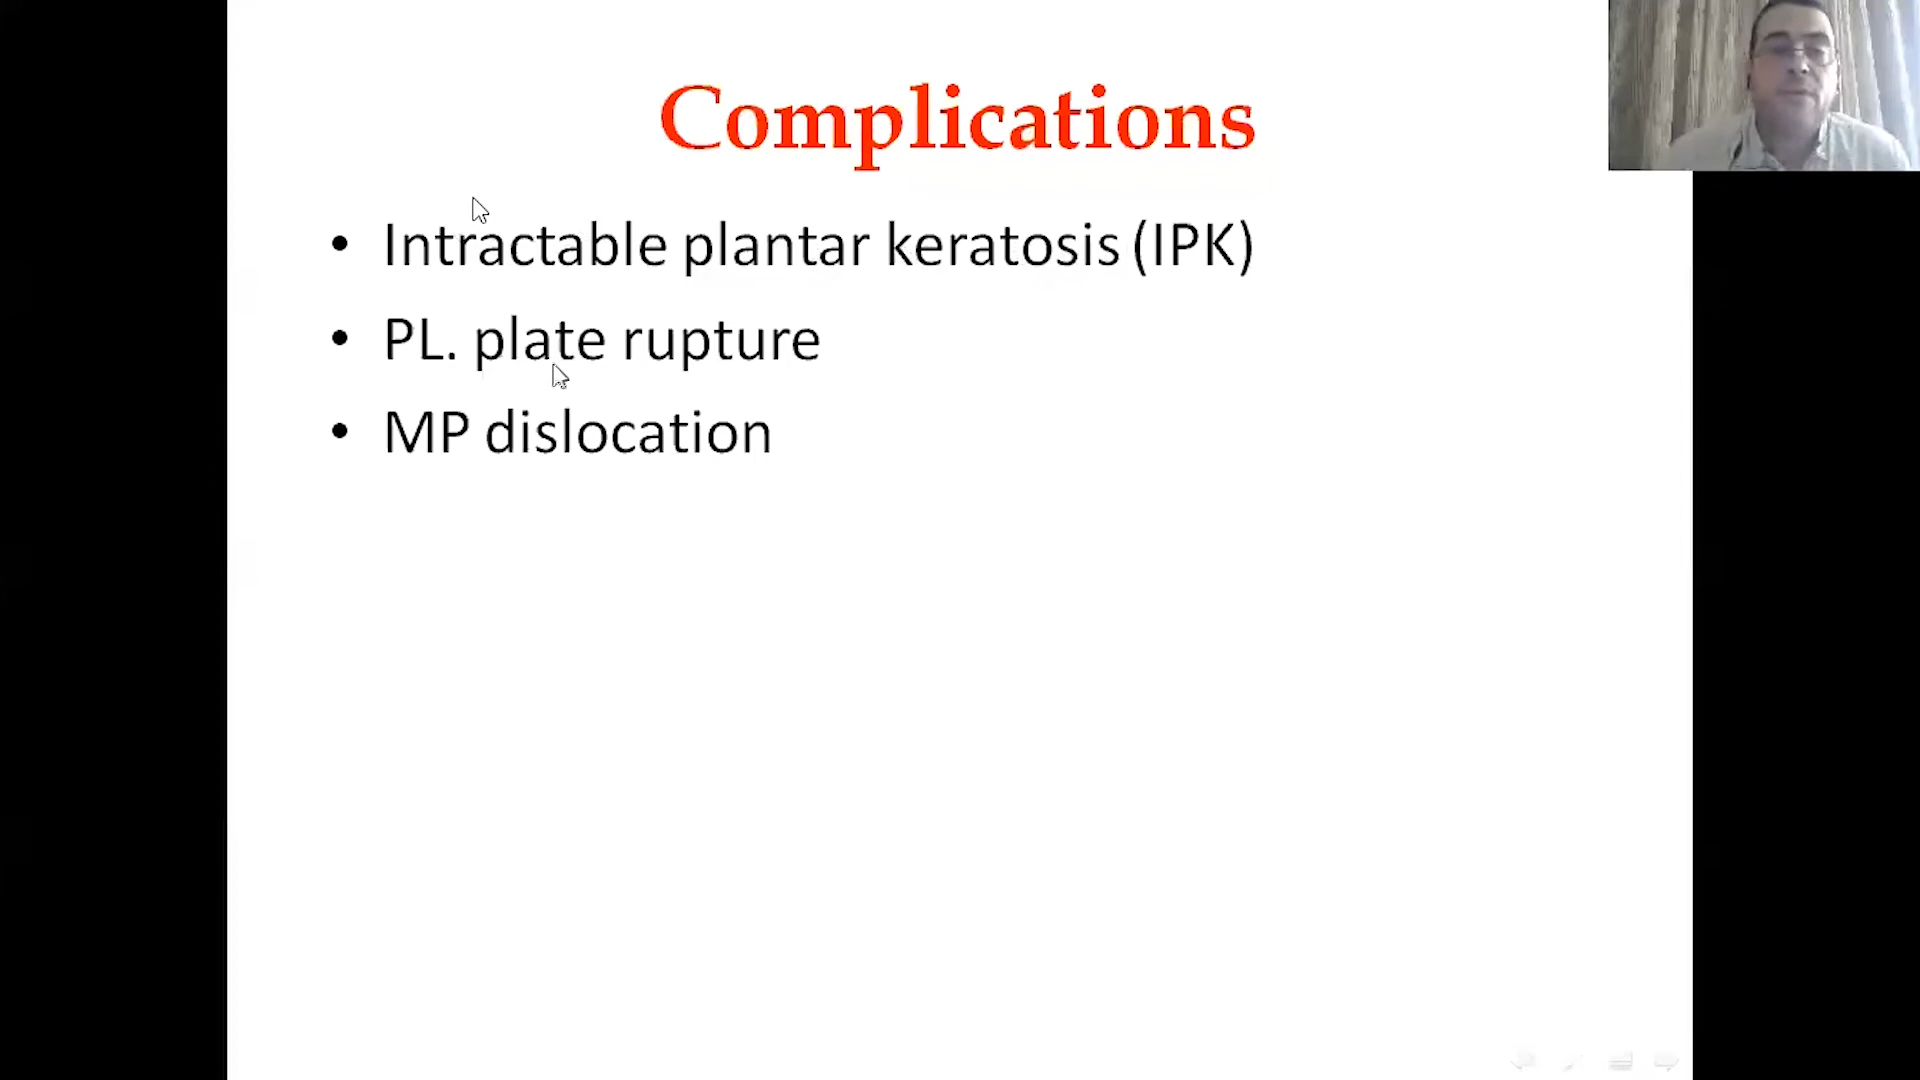 Complications
• Intractable plantar keratosis (IPK)
• PL. plate rupture
• MP dislocation